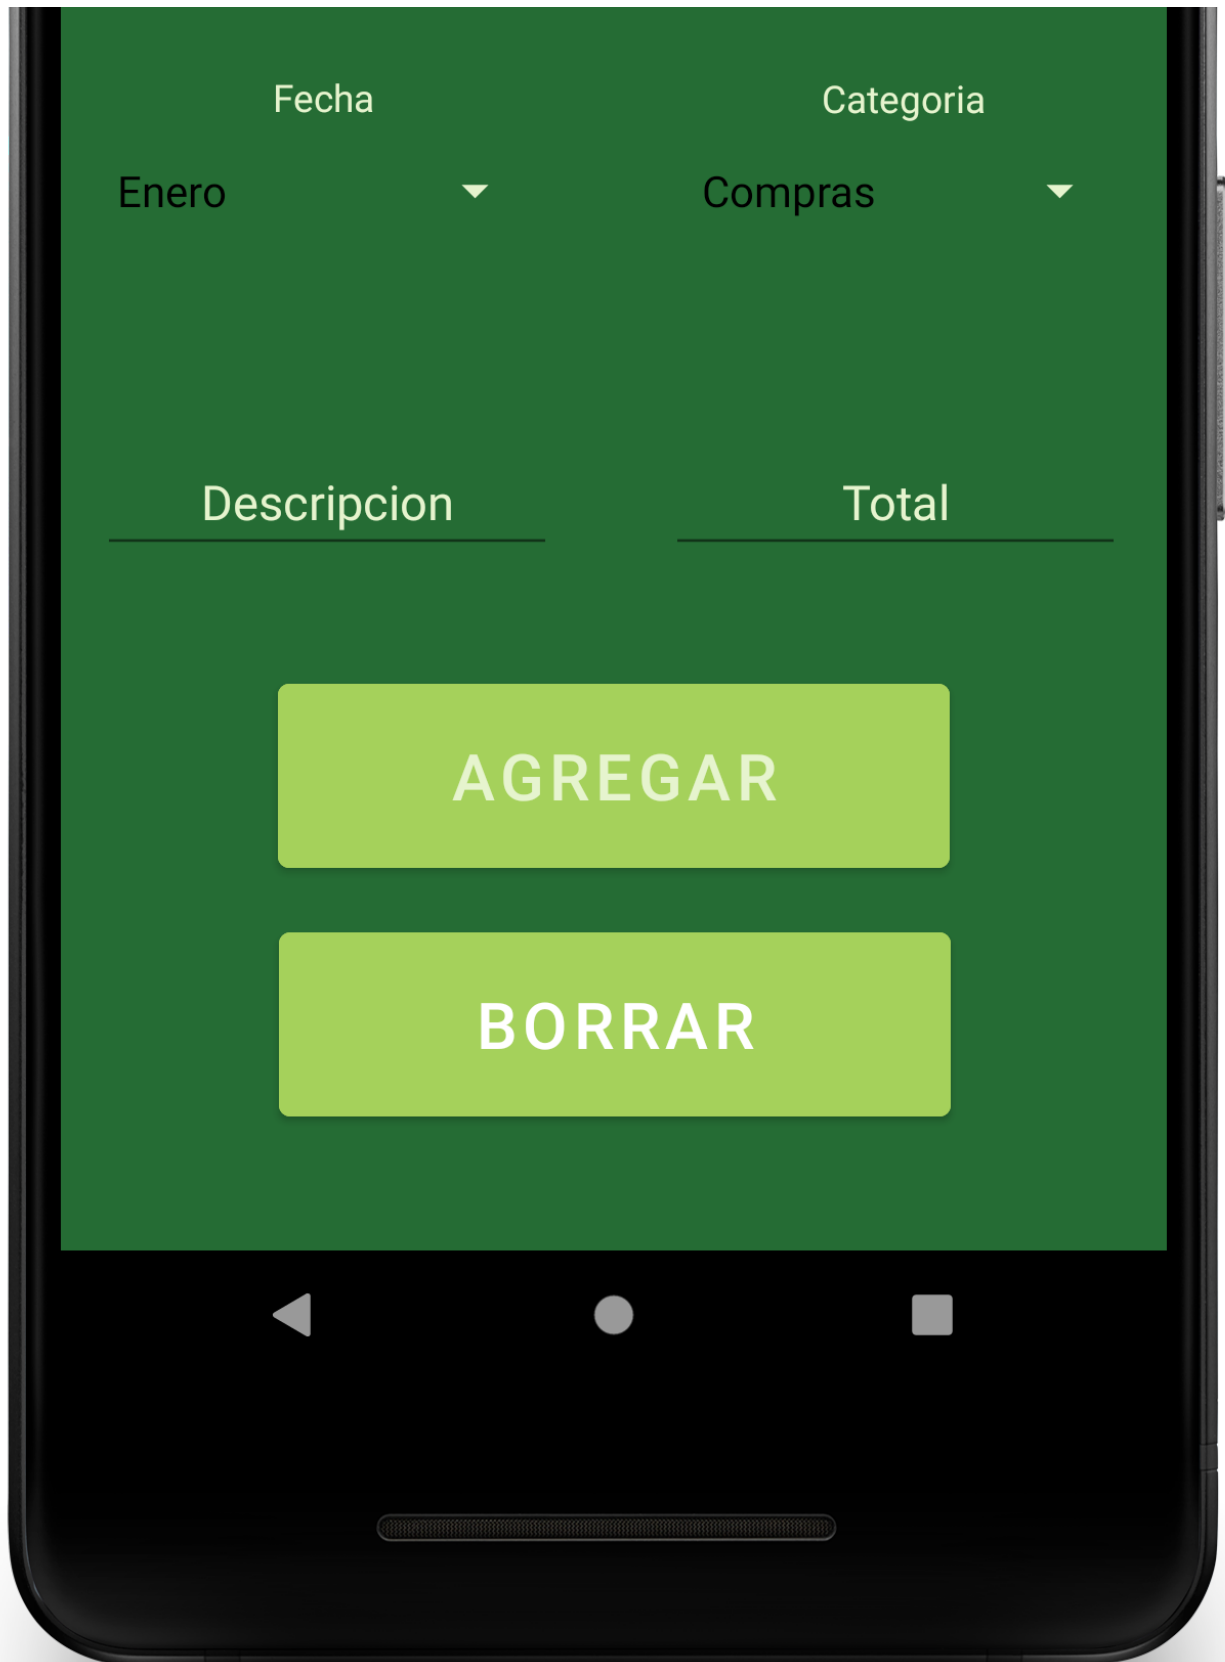 Fecha
Categoria
Enero
Compras
Descripcion
Total
AGREGAR
BORRAR